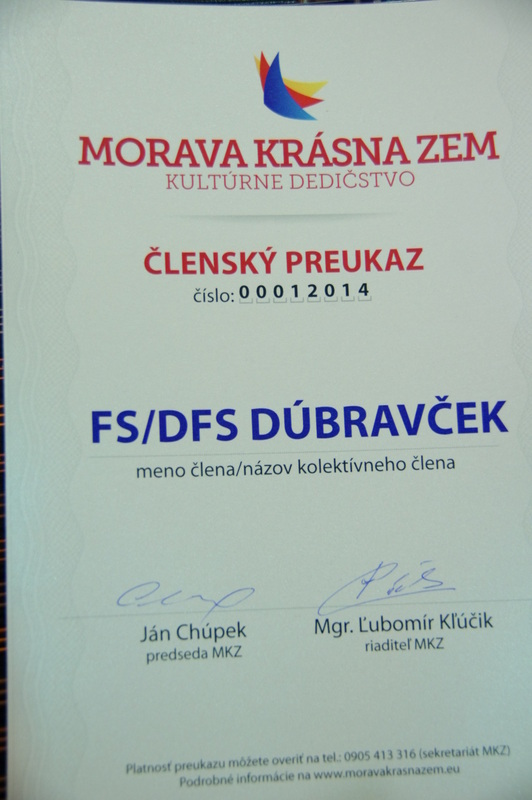 MORAVA KRÁSNA ZEM
KULTÚRNE DEDIČSTVO
ČLENSKÝ PREUKAZ
číslo: 00012014
FS/DFS DÚBRAVČEK
meno člena/názov kolektívneho člena
Ján Chúpek
predseda MKZ
Mgr. Ľubomír Kľúčik
riaditeľ MKZ
Platnosť preukazu môžete overiť na tel.: 0905 413 316 (sekretariát MKZ)
Podrobné informácie na www.moravakrasnazem.eu